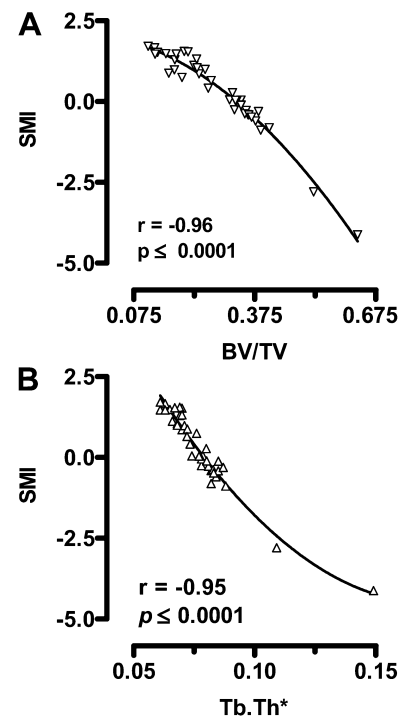 A
2.5
0.0
-2.5
-5.0
SMI
r = -0.96
p ≤ 0.0001
0.075 0.375 0.675
BV/TV
B
2.5
0.0
-2.5
-5.0
SMI
r = -0.95
p ≤ 0.0001
0.05 0.10 0.15
Tb.Th*